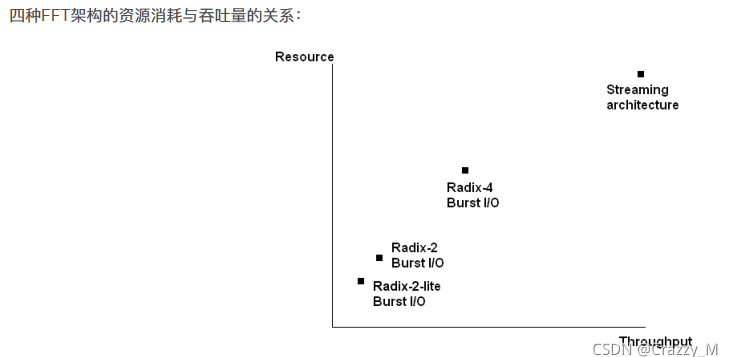 四种FFT架构的资源消耗与吞吐量的关系：
Resource
Streaming
architecture
Radix-4
Burst I/O
Radix-2
Burst I/O
Radix-2-lite
Burst I/O
Throughput
CSDN @Crazzy_M